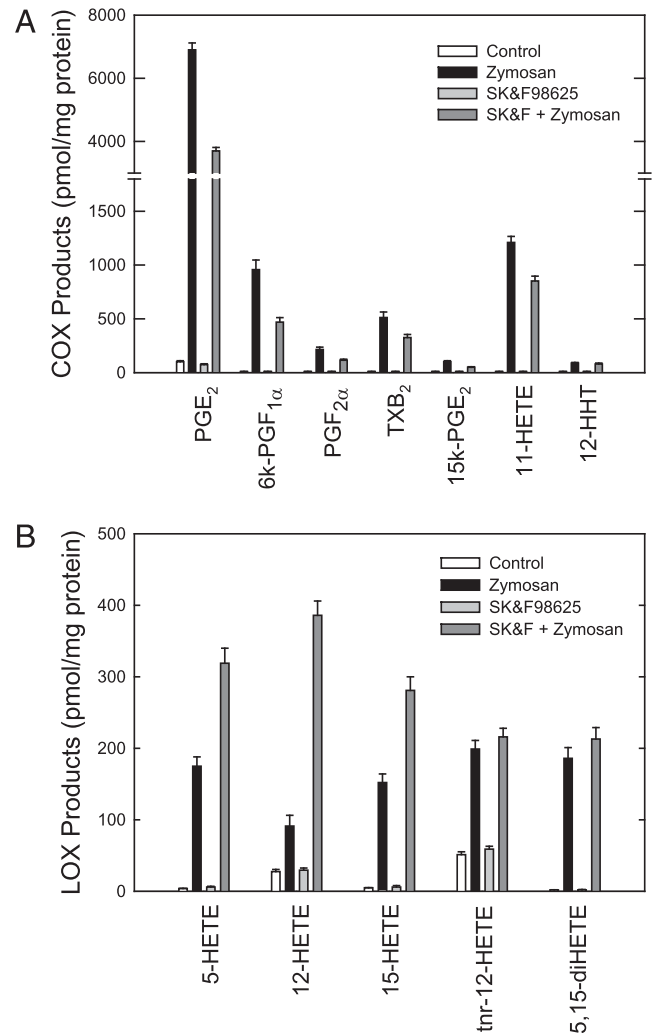 A
COX Products (pmol/mg protein)
8000
6000
4000
1500
1000
500
0
Control
Zymosan
SK&F98625
SK&F + Zymosan
PGE2
6k-PGF1α
PGF2α
TXB2
15k-PGE2
11-HETE
12-HHT
B
LOX Products (pmol/mg protein)
500
400
300
200
100
0
Control
Zymosan
SK&F98625
SK&F + Zymosan
5-HETE
12-HETE
15-HETE
tnr-12-HETE
5,15-diHETE